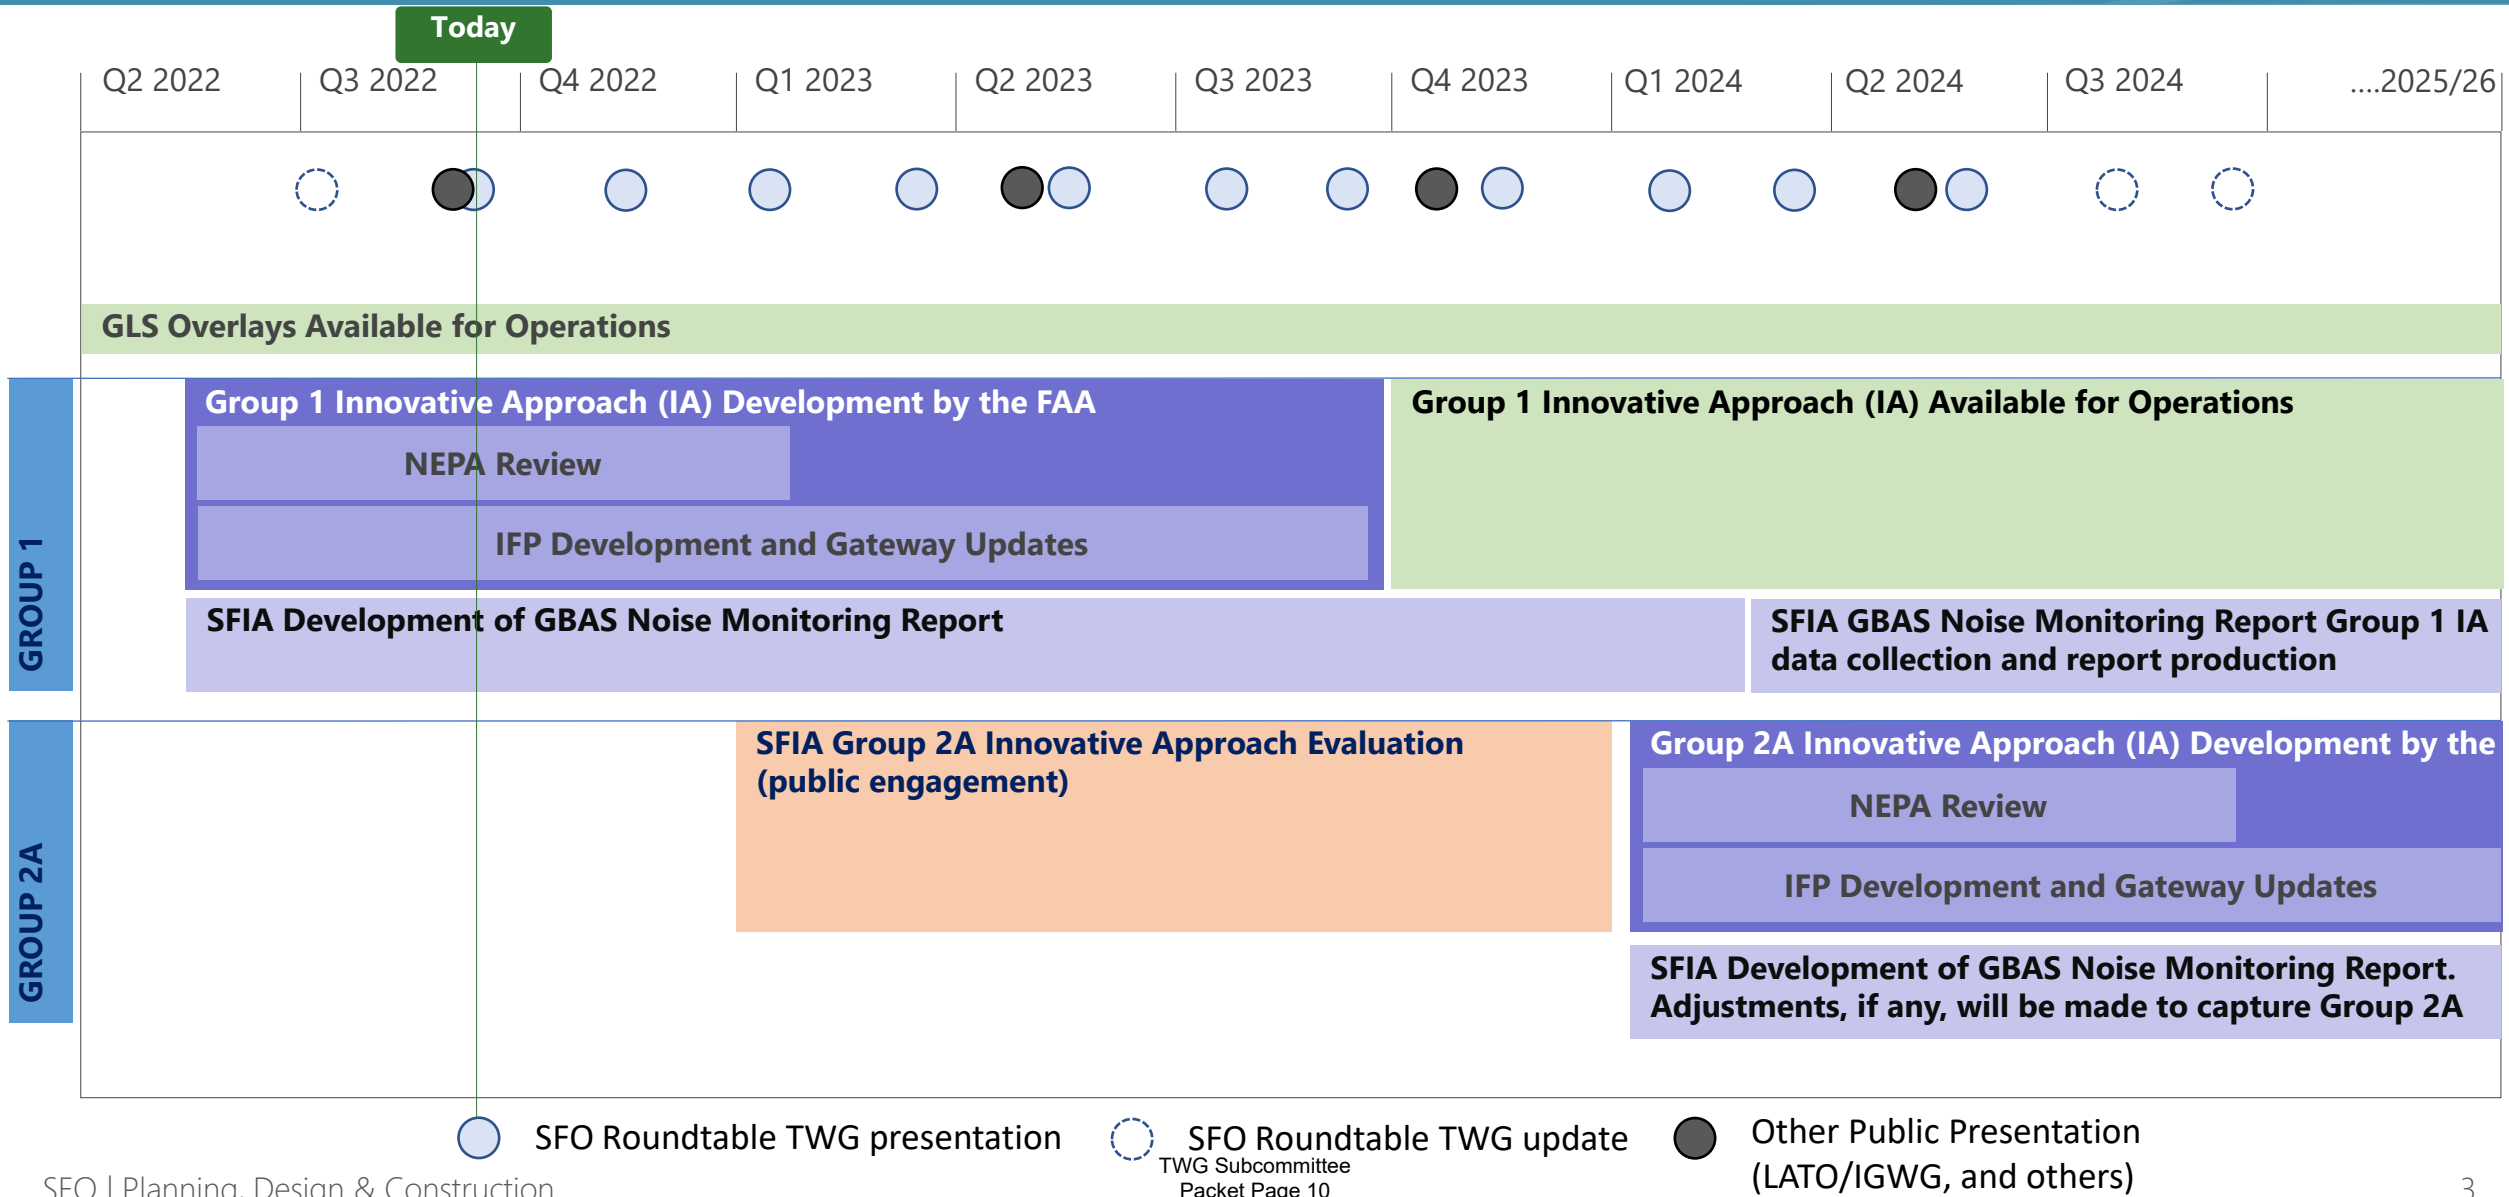 Today
Q2 2022
Q3 2022
Q4 2022
Q1 2023
Q2 2023
Q3 2023
Q4 2023
Q1 2024
Q2 2024
Q3 2024
....2025/26
GLS Overlays Available for Operations
GROUP 1
Group 1 Innovative Approach (IA) Development by the FAA
NEPA Review
IFP Development and Gateway Updates
Group 1 Innovative Approach (IA) Available for Operations
SFIA Development of GBAS Noise Monitoring Report
SFIA GBAS Noise Monitoring Report Group 1 IA
data collection and report production
GROUP 2A
SFIA Group 2A Innovative Approach Evaluation
(public engagement)
Group 2A Innovative Approach (IA) Development by the
NEPA Review
IFP Development and Gateway Updates
SFIA Development of GBAS Noise Monitoring Report.
Adjustments, if any, will be made to capture Group 2A
SFO Roundtable TWG presentation
SFO Roundtable TWG update
Other Public Presentation
(LATO/IGWG, and others)
TWG Subcommittee
Packet Page 10
SFO | Planning, Design & Construction
3